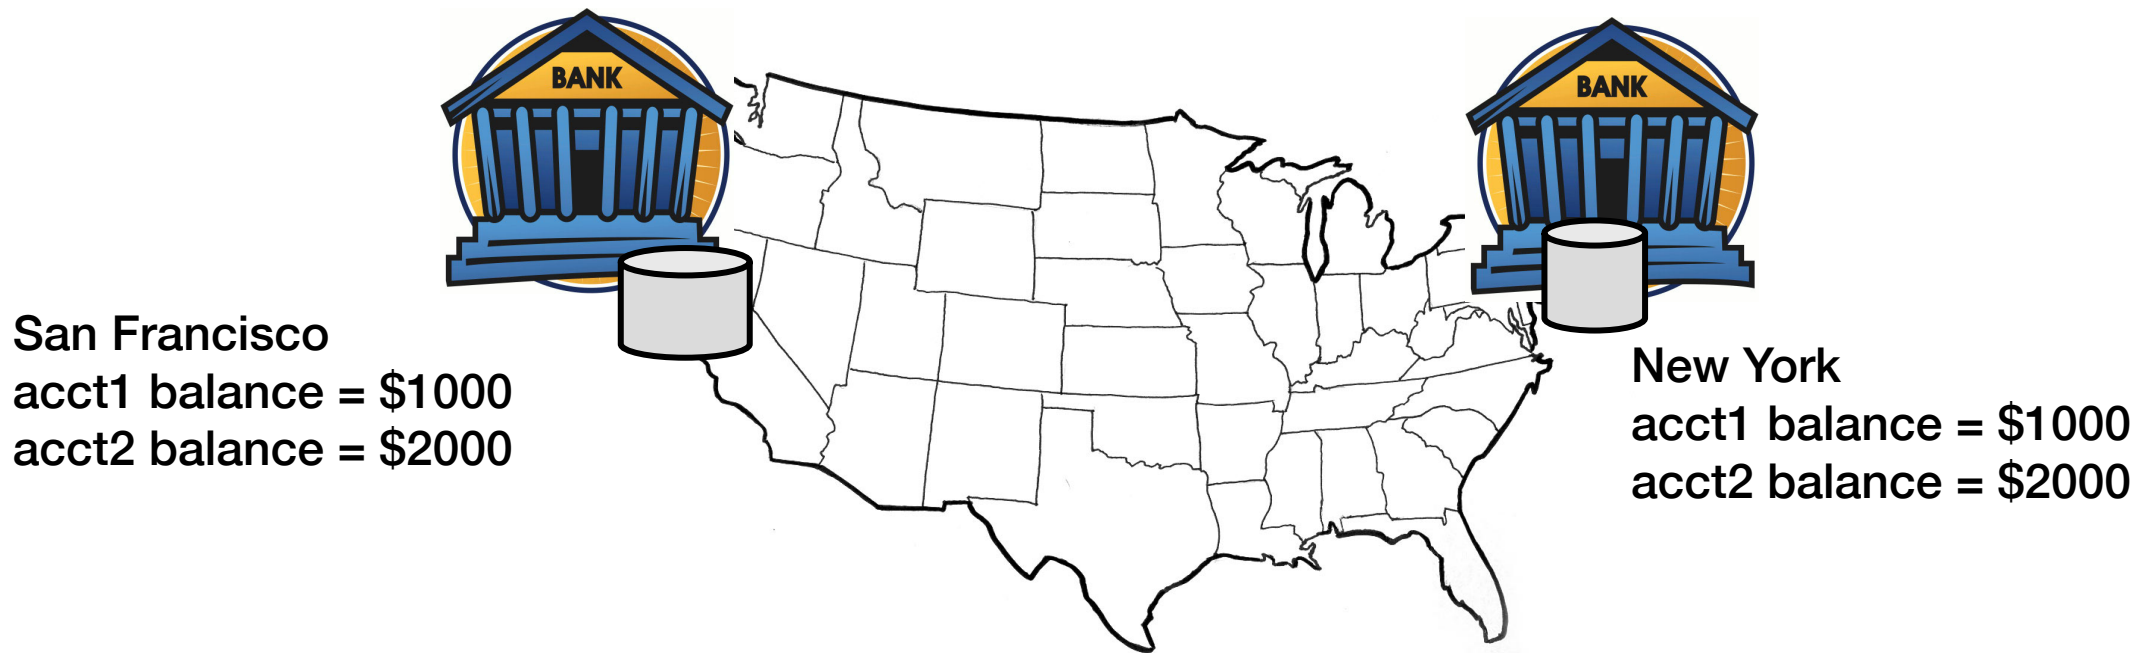 BANK
BANK
San Francisco
acct1 balance = $1000
acct2 balance = $2000
New York
acct1 balance = $1000
acct2 balance = $2000